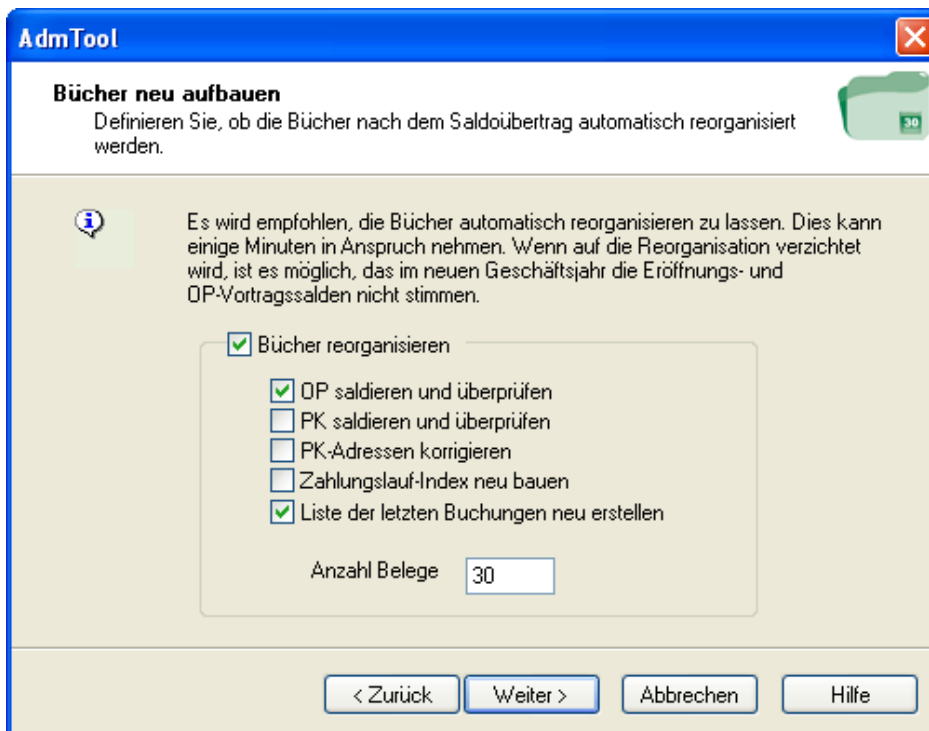 AdmTool
Bücher neu aufbauen
Definieren Sie, ob die Bücher nach dem Saldoübertrag automatisch reorganisiert
werden.
30
Es wird empfohlen, die Bücher automatisch reorganisieren zu lassen. Dies kann
einige Minuten in Anspruch nehmen. Wenn auf die Reorganisation verzichtet
wird, ist es möglich, das im neuen Geschäftsjahr die Eröffnungs- und
OP-Vortragssalden nicht stimmen.
Bücher reorganisieren
OP saldieren und überprüfen
PK saldieren und überprüfen
PK-Adressen korrigieren
Zahlungslauf-Index neu bauen
Liste der letzten Buchungen neu erstellen
Anzahl Belege 30
< Zurück Weiter > Abbrechen Hilfe